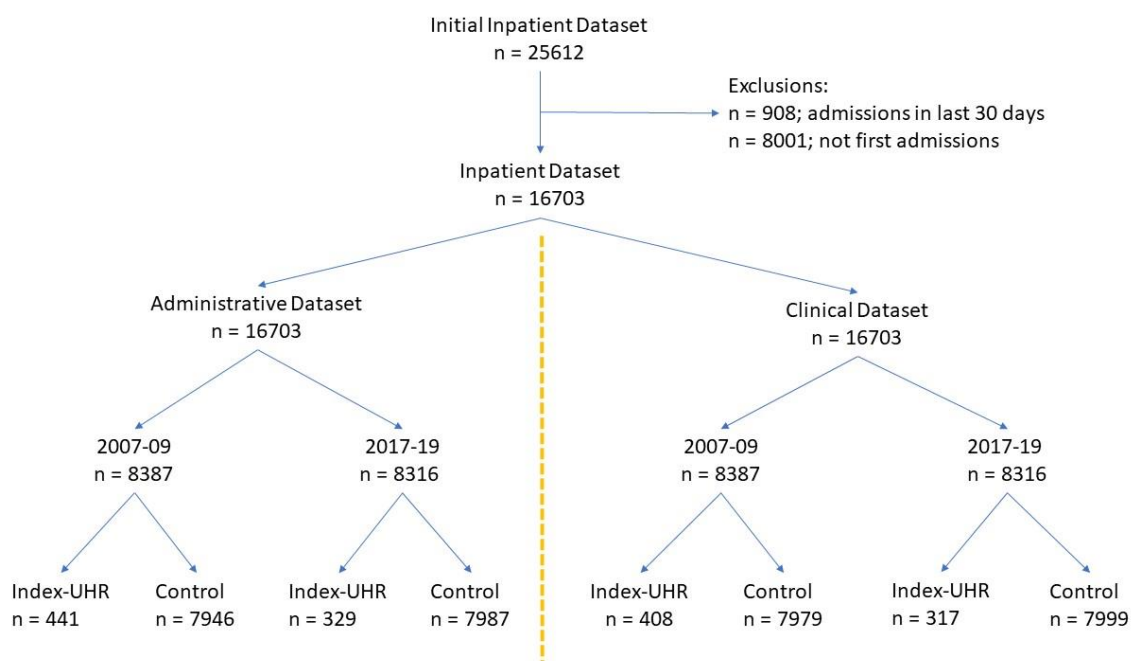 Initial Inpatient Dataset
n = 25612
Exclusions:
n = 908; admissions in last 30 days
n = 8001; not first admissions
Inpatient Dataset
n = 16703
Administrative Dataset
n = 16703
Clinical Dataset
n = 16703
2007-09
n = 8387
2017-19
n = 8316
2007-09
n = 8387
2017-19
n = 8316
Index-UHR
n = 441
Control
n = 7946
Index-UHR
n = 329
Control
n = 7987
Index-UHR
n = 408
Control
n = 7979
Index-UHR
n = 317
Control
n = 7999